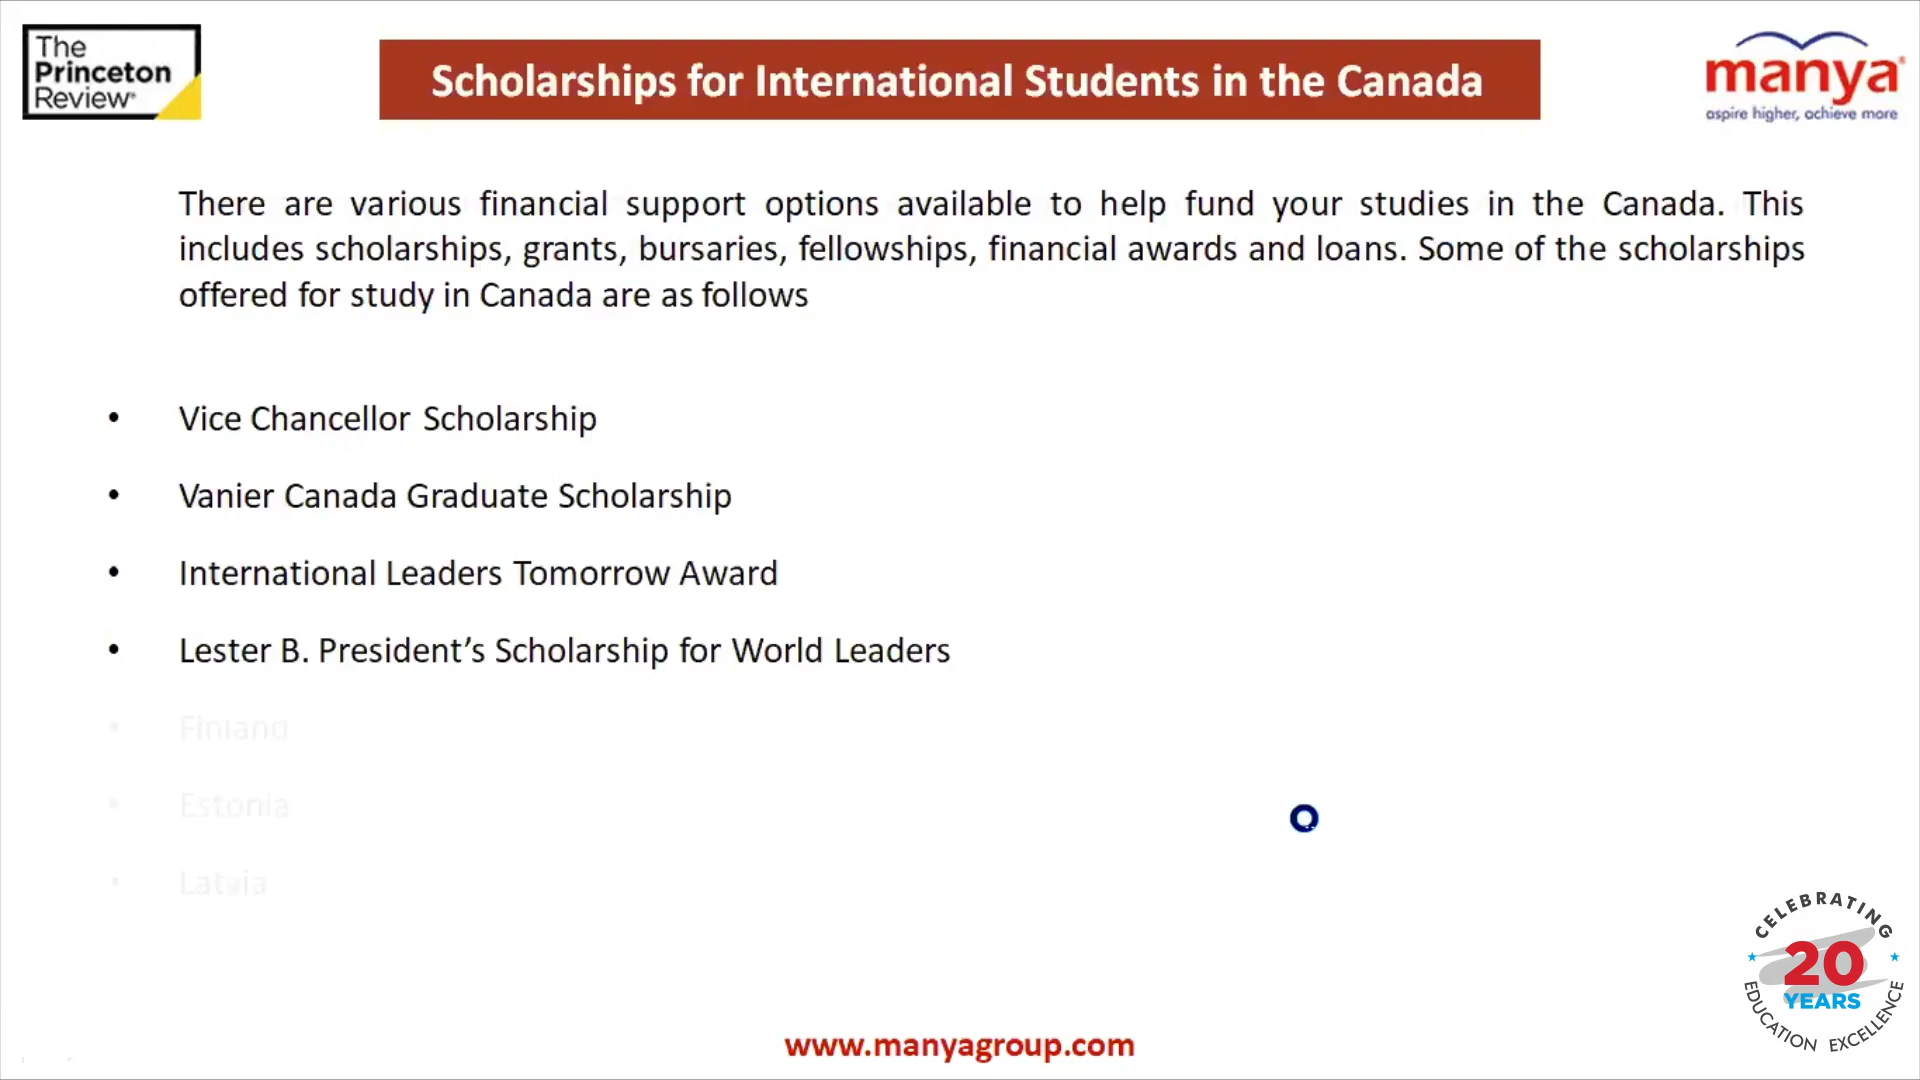 The
Princeton
Review®
Scholarships for International Students in the Canada
manya®
aspire higher, achieve more
There are various financial support options available to help fund your studies in the Canada. This
includes scholarships, grants, bursaries, fellowships, financial awards and loans. Some of the scholarships
offered for study in Canada are as follows
• Vice Chancellor Scholarship
• Vanier Canada Graduate Scholarship
• International Leaders Tomorrow Award
• Lester B. President’s Scholarship for World Leaders
• Finland
• Estonia
• Latvia
CELEBRATING
20
YEARS
EDUCATION EXCELLENCE
www.manyagroup.com